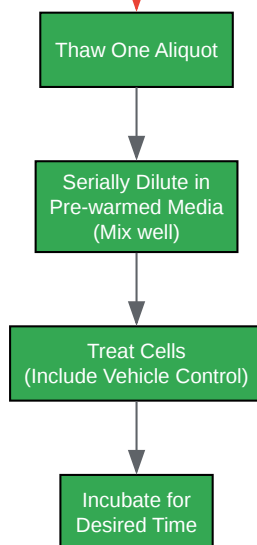 Thaw One Aliquot
Serially Dilute in
Pre-warmed Media
(Mix well)
Treat Cells
(Include Vehicle Control)
Incubate for
Desired Time